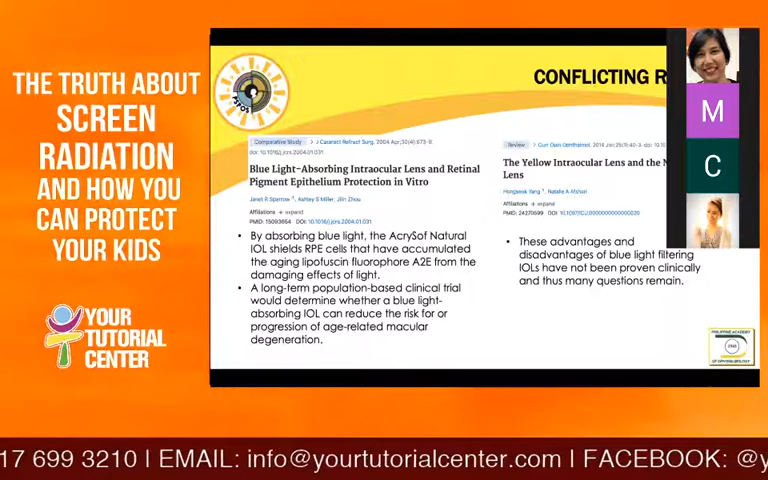 THE TRUTH ABOUT
SCREEN
RADIATION
AND HOW YOU
CAN PROTECT
YOUR KIDS
YOUR
TUTORIAL
CENTER
PSPOS
CONFLICTING R
Comparative Study > J Cataract Refract Surg. 2004 Apr;30(4):873-8.
doi: 10.1016/j.jcrs.2004.01.031
Blue Light-Absorbing Intraocular Lens and Retinal
Pigment Epithelium Protection in Vitro
Janet R Sparrow 1, Ashley S Miller, Jilin Zhou
Affiliations + expand
PMID: 15093654 DOI: 10.1016/j.jcrs.2004.01.031
• By absorbing blue light, the AcrySof Natural
IOL shields RPE cells that have accumulated
the aging lipofuscin fluorophore A2E from the
damaging effects of light.
• A long-term population-based clinical trial
would determine whether a blue light-
absorbing IOL can reduce the risk for or
progression of age-related macular
degeneration.
Review > Curr Opin Ophthalmol. 2014
The Yellow Intraocular Lens and the N
Lens
Hongseok Yang 1, Natalie A Afshari
Affiliations + expand
PMID: 24270599 DOI:
• These advantages and
disadvantages of blue light filtering
IOLs have not been proven clinically
and thus many questions remain.
M
C
PHILIPPINE ACADEMY
OF OPHTHALMOLOGY
17 699 3210 I EMAIL: info@yourtutorialcenter.com I FACEBOOK: @y